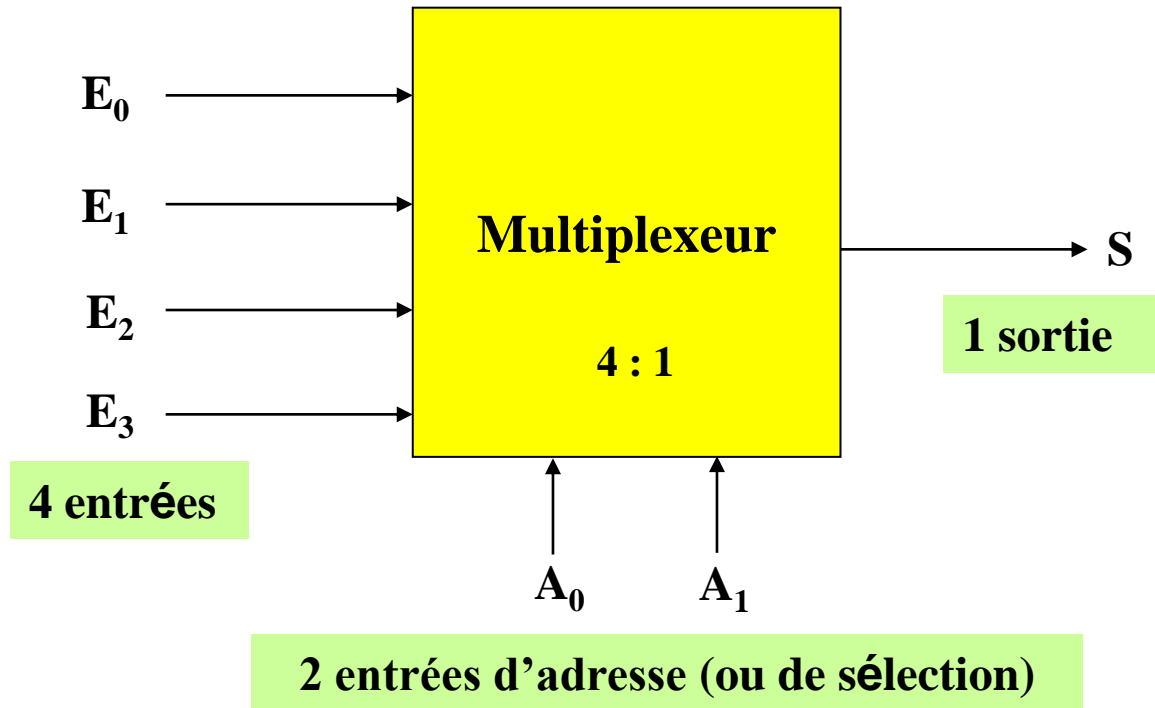 E₀
E₁
Multiplexeur
S
E₂
1 sortie
4 : 1
E₃
4 entrées
A₀ A₁
2 entrées d'adresse (ou de sélection)